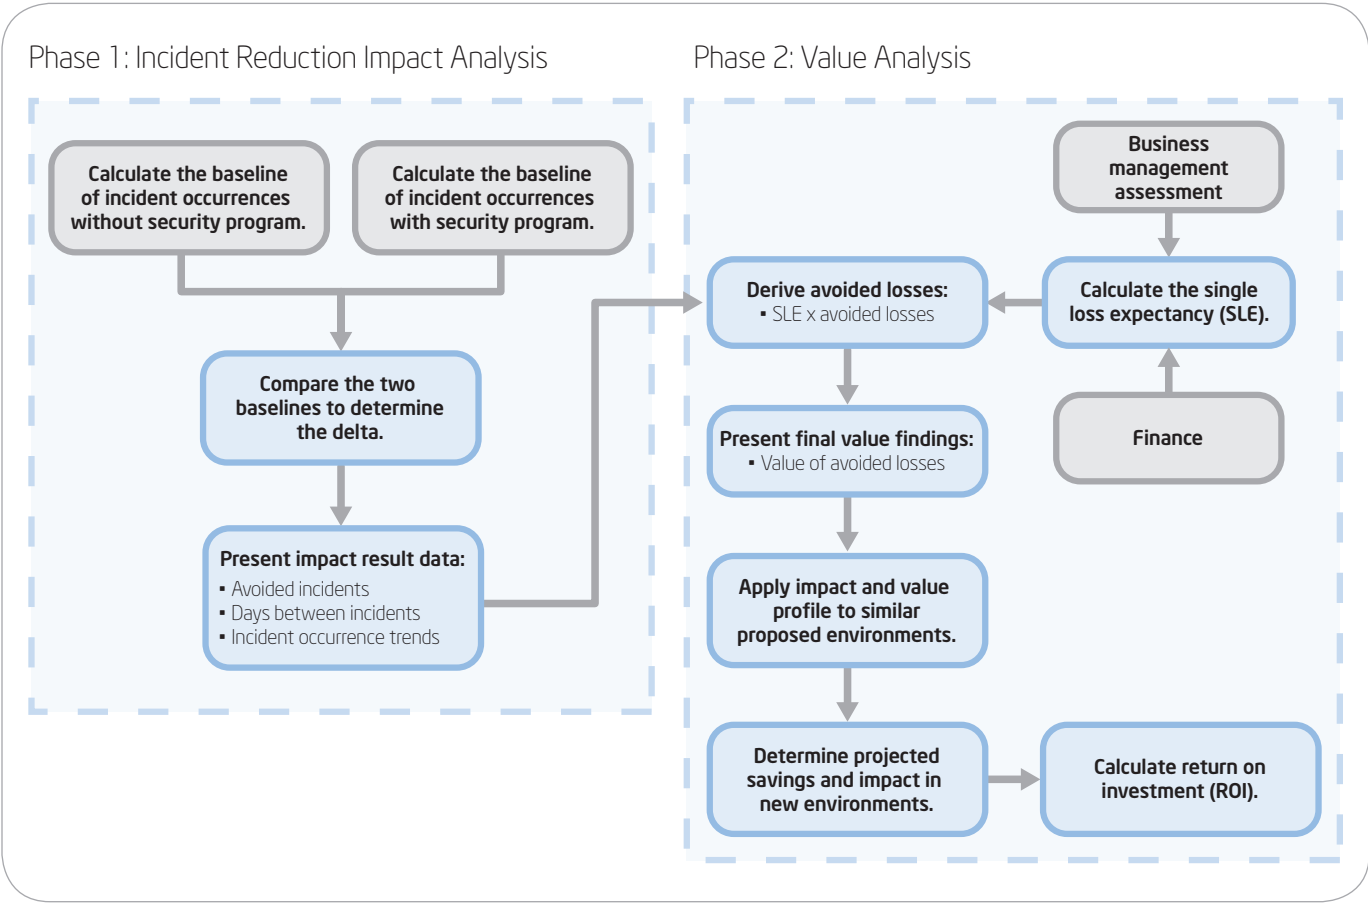 Phase 1: Incident Reduction Impact Analysis
Calculate the baseline
of incident occurrences
without security program.
Calculate the baseline
of incident occurrences
with security program.
Compare the two
baselines to determine
the delta.
Present impact result data:
▪ Avoided incidents
▪ Days between incidents
▪ Incident occurrence trends
Phase 2: Value Analysis
Business
management
assessment
Derive avoided losses:
▪ SLE x avoided losses
Calculate the single
loss expectancy (SLE).
Present final value findings:
▪ Value of avoided losses
Finance
Apply impact and value
profile to similar
proposed environments.
Determine projected
savings and impact in
new environments.
Calculate return on
investment (ROI).